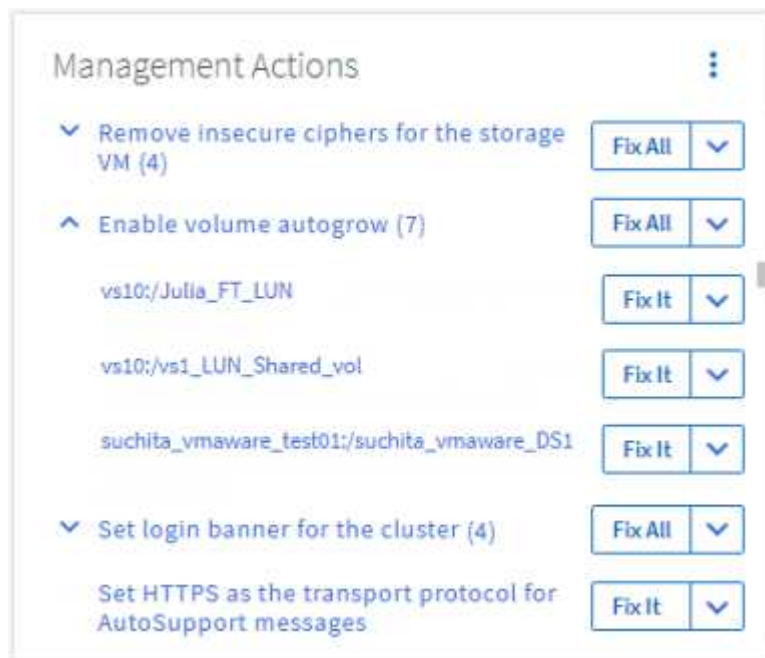 Management Actions
Remove insecure ciphers for the storage
VM (4)
Fix All
Enable volume autogrow (7)
Fix All
vs10:/Julia_FT_LUN
Fix It
vs10:/vs1_LUN_Shared_vol
Fix It
suchita_vmaware_test01:/suchita_vmaware_DS1
Fix It
Set login banner for the cluster (4)
Fix All
Set HTTPS as the transport protocol for
AutoSupport messages
Fix It